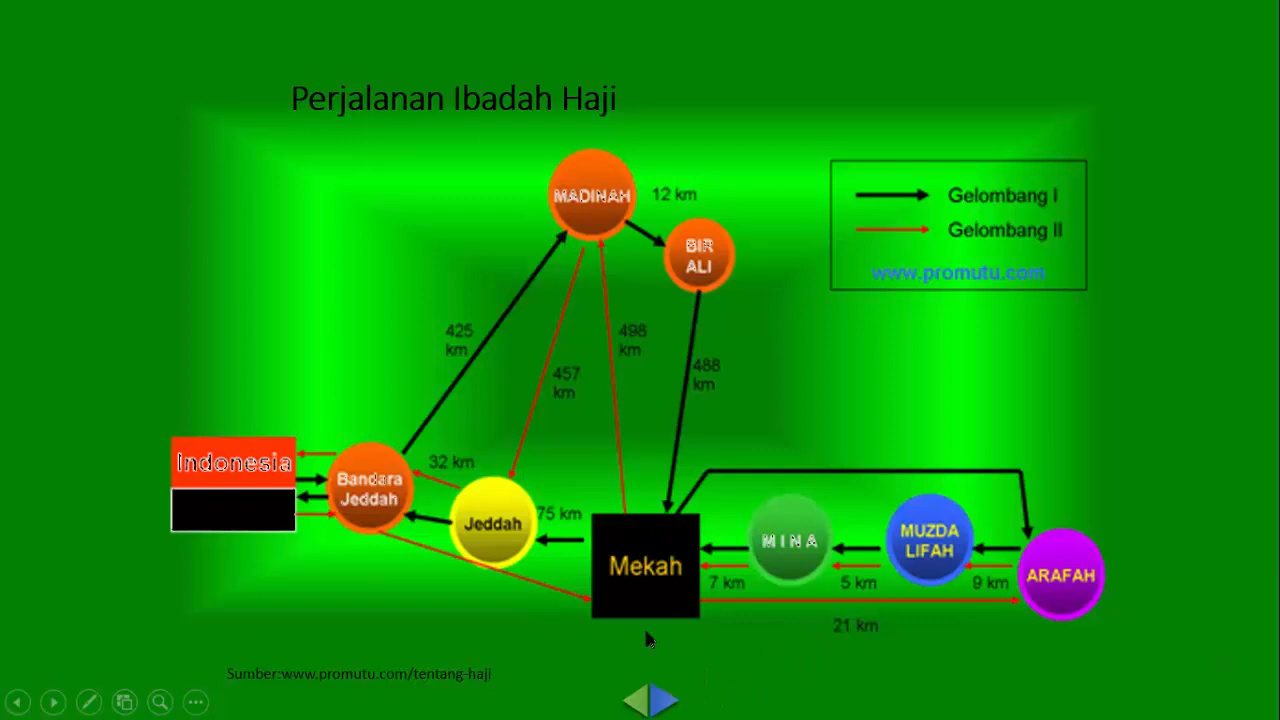 Perjalanan Ibadah Haji
MADINAH
12 km
BIR
ALI
Gelombang I
Gelombang II
www.promutu.com
425
km
498
km
457
km
488
km
Indonesia
Bandara
Jeddah
32 km
Jeddah
75 km
Mekah
MINA
MUZDA
LIFAH
ARAFAH
7 km
5 km
9 km
21 km
Sumber:www.promutu.com/tentang-haji